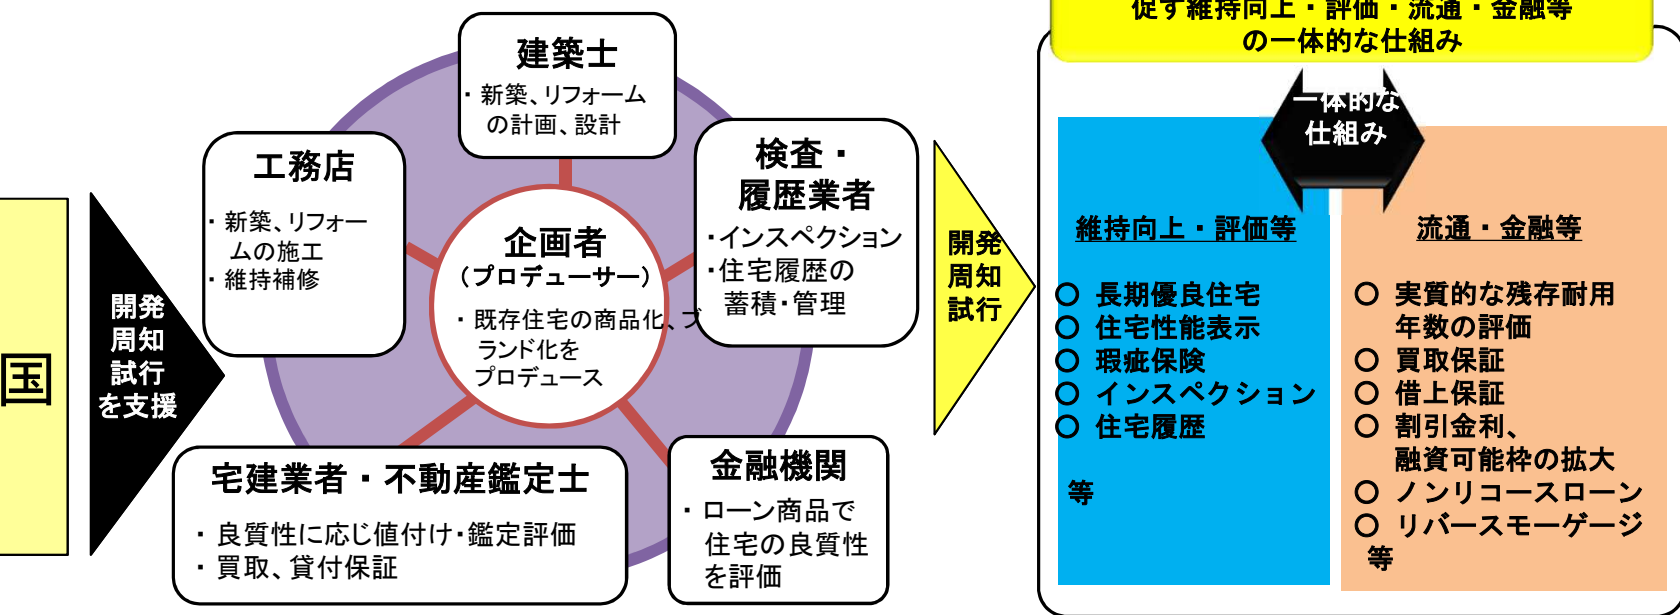 国
開発
周知
試行
を支援
建築士
・新築、リフォーム
の計画、設計
工務店
・新築、リフォー
ムの施工
・維持補修
検査・
履歴業者
・インスペクション
・住宅履歴の
蓄積・管理
企画者
（プロデューサー）
・既存住宅の商品化、ブ
ランド化を
プロデュース
宅建業者・不動産鑑定士
・良質性に応じ値付け・鑑定評価
・買取、貸付保証
金融機関
・ローン商品で
住宅の良質性
を評価
開発
周知
試行
促す維持向上・評価・流通・金融等
の一体的な仕組み
一体的な
仕組み
維持向上・評価等
○ 長期優良住宅
○ 住宅性能表示
○ 瑕疵保険
○ インスペクション
○ 住宅履歴
等
流通・金融等
○ 実質的な残存耐用
年数の評価
○ 買取保証
○ 借上保証
○ 割引金利、
融資可能枠の拡大
○ ノンリコースローン
○ リバースモーゲージ
等